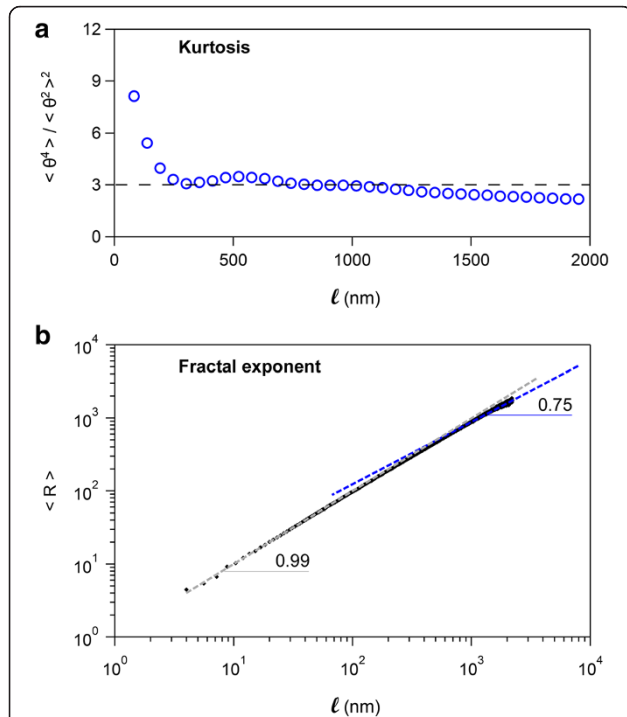 a
Kurtosis
< θ⁴ > / < θ² >²
12
9
6
3
0
0 500 1000 1500 2000
ℓ (nm)
b
Fractal exponent
< R >
10⁴
10³
10²
10¹
10⁰
0.75
0.99
10⁰ 10¹ 10² 10³ 10⁴
ℓ (nm)